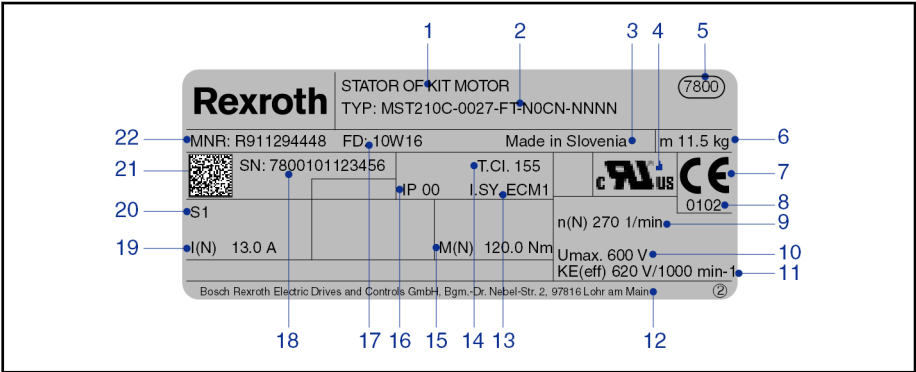 1 2 3 4 5
Rexroth
STATOR OF KIT MOTOR
7800
TYP: MST210C-0027-FT-N0CN-NNNN
22 MNR: R911294448 FD: 10W16 Made in Slovenia m 11.5 kg 6
21 SN: 7800101123456 T.Cl. 155 c RU US CE 7
IP 00 I.SY. ECM1 0102 8
20 S1 n(N) 270 1/min 9
19 I(N) 13.0 A M(N) 120.0 Nm Umax. 600 V 10
KE(eff) 620 V/1000 min-1 11
Bosch Rexroth Electric Drives and Controls GmbH, Bgm.-Dr. Nebel-Str. 2, 97816 Lohr am Main ②
18 17 16 15 14 13 12